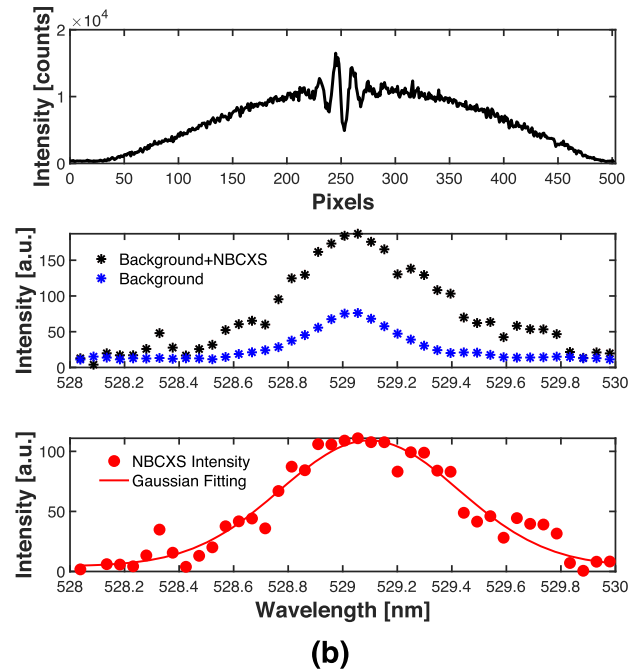 ×10⁴
2
1
0
Intensity [counts]
0 50 100 150 200 250 300 350 400 450 500
Pixels
150
100
50
0
Intensity [a.u.]
Background+NBCXS
Background
528 528.2 528.4 528.6 528.8 529 529.2 529.4 529.6 529.8 530
100
50
0
Intensity [a.u.]
NBCXS Intensity
Gaussian Fitting
528 528.2 528.4 528.6 528.8 529 529.2 529.4 529.6 529.8 530
Wavelength [nm]
(b)